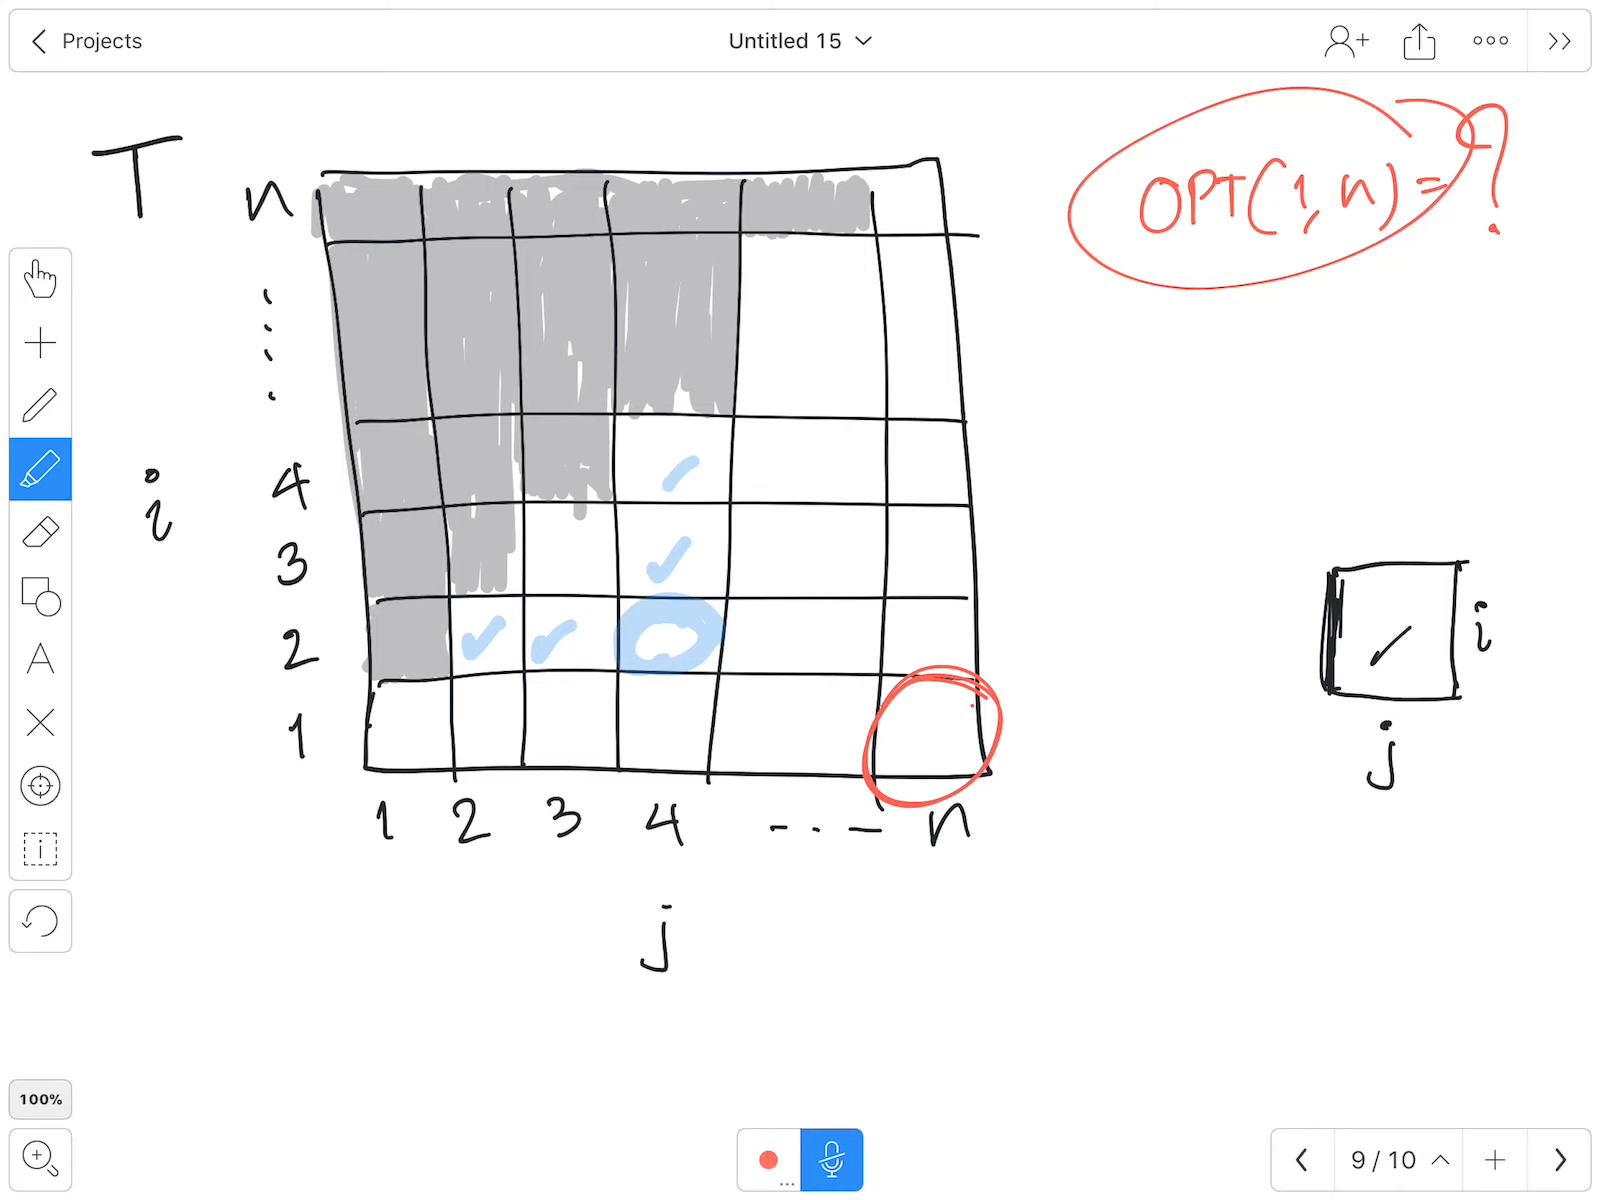 Projects
Untitled 15
T
n
OPT(1,n)=?
4
i
3
2
1
i
j
1 2 3 4 --- n
j
100%
9 / 10